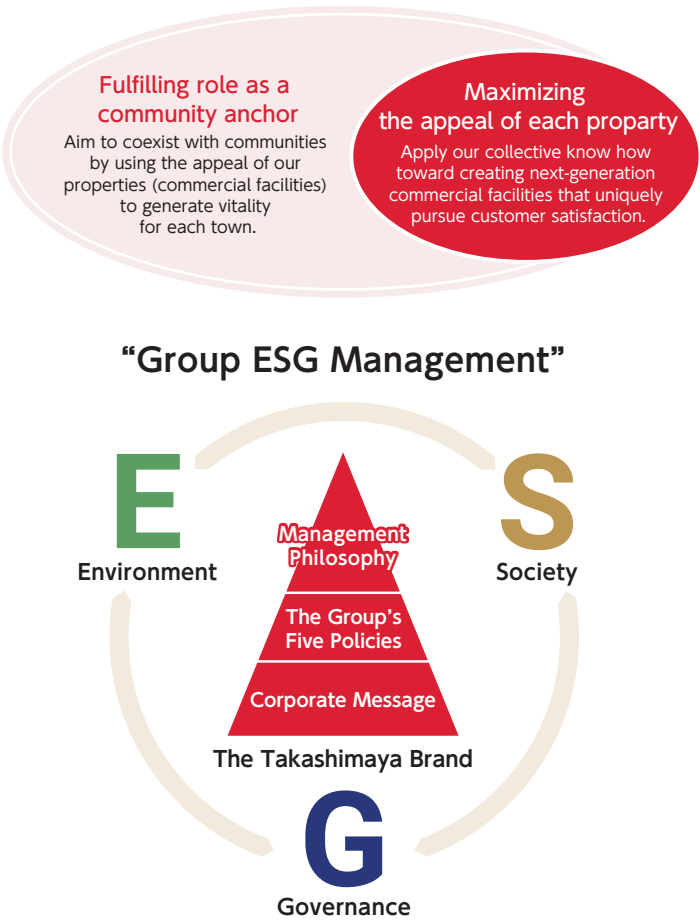 Fulfilling role as a
community anchor
Aim to coexist with communities
by using the appeal of our
properties (commercial facilities)
to generate vitality
for each town.
Maximizing
the appeal of each proparty
Apply our collective know how
toward creating next-generation
commercial facilities that uniquely
pursue customer satisfaction.
“Group ESG Management”
E
Environment
S
Society
Management
Philosophy
The Group’s
Five Policies
Corporate Message
The Takashimaya Brand
G
Governance